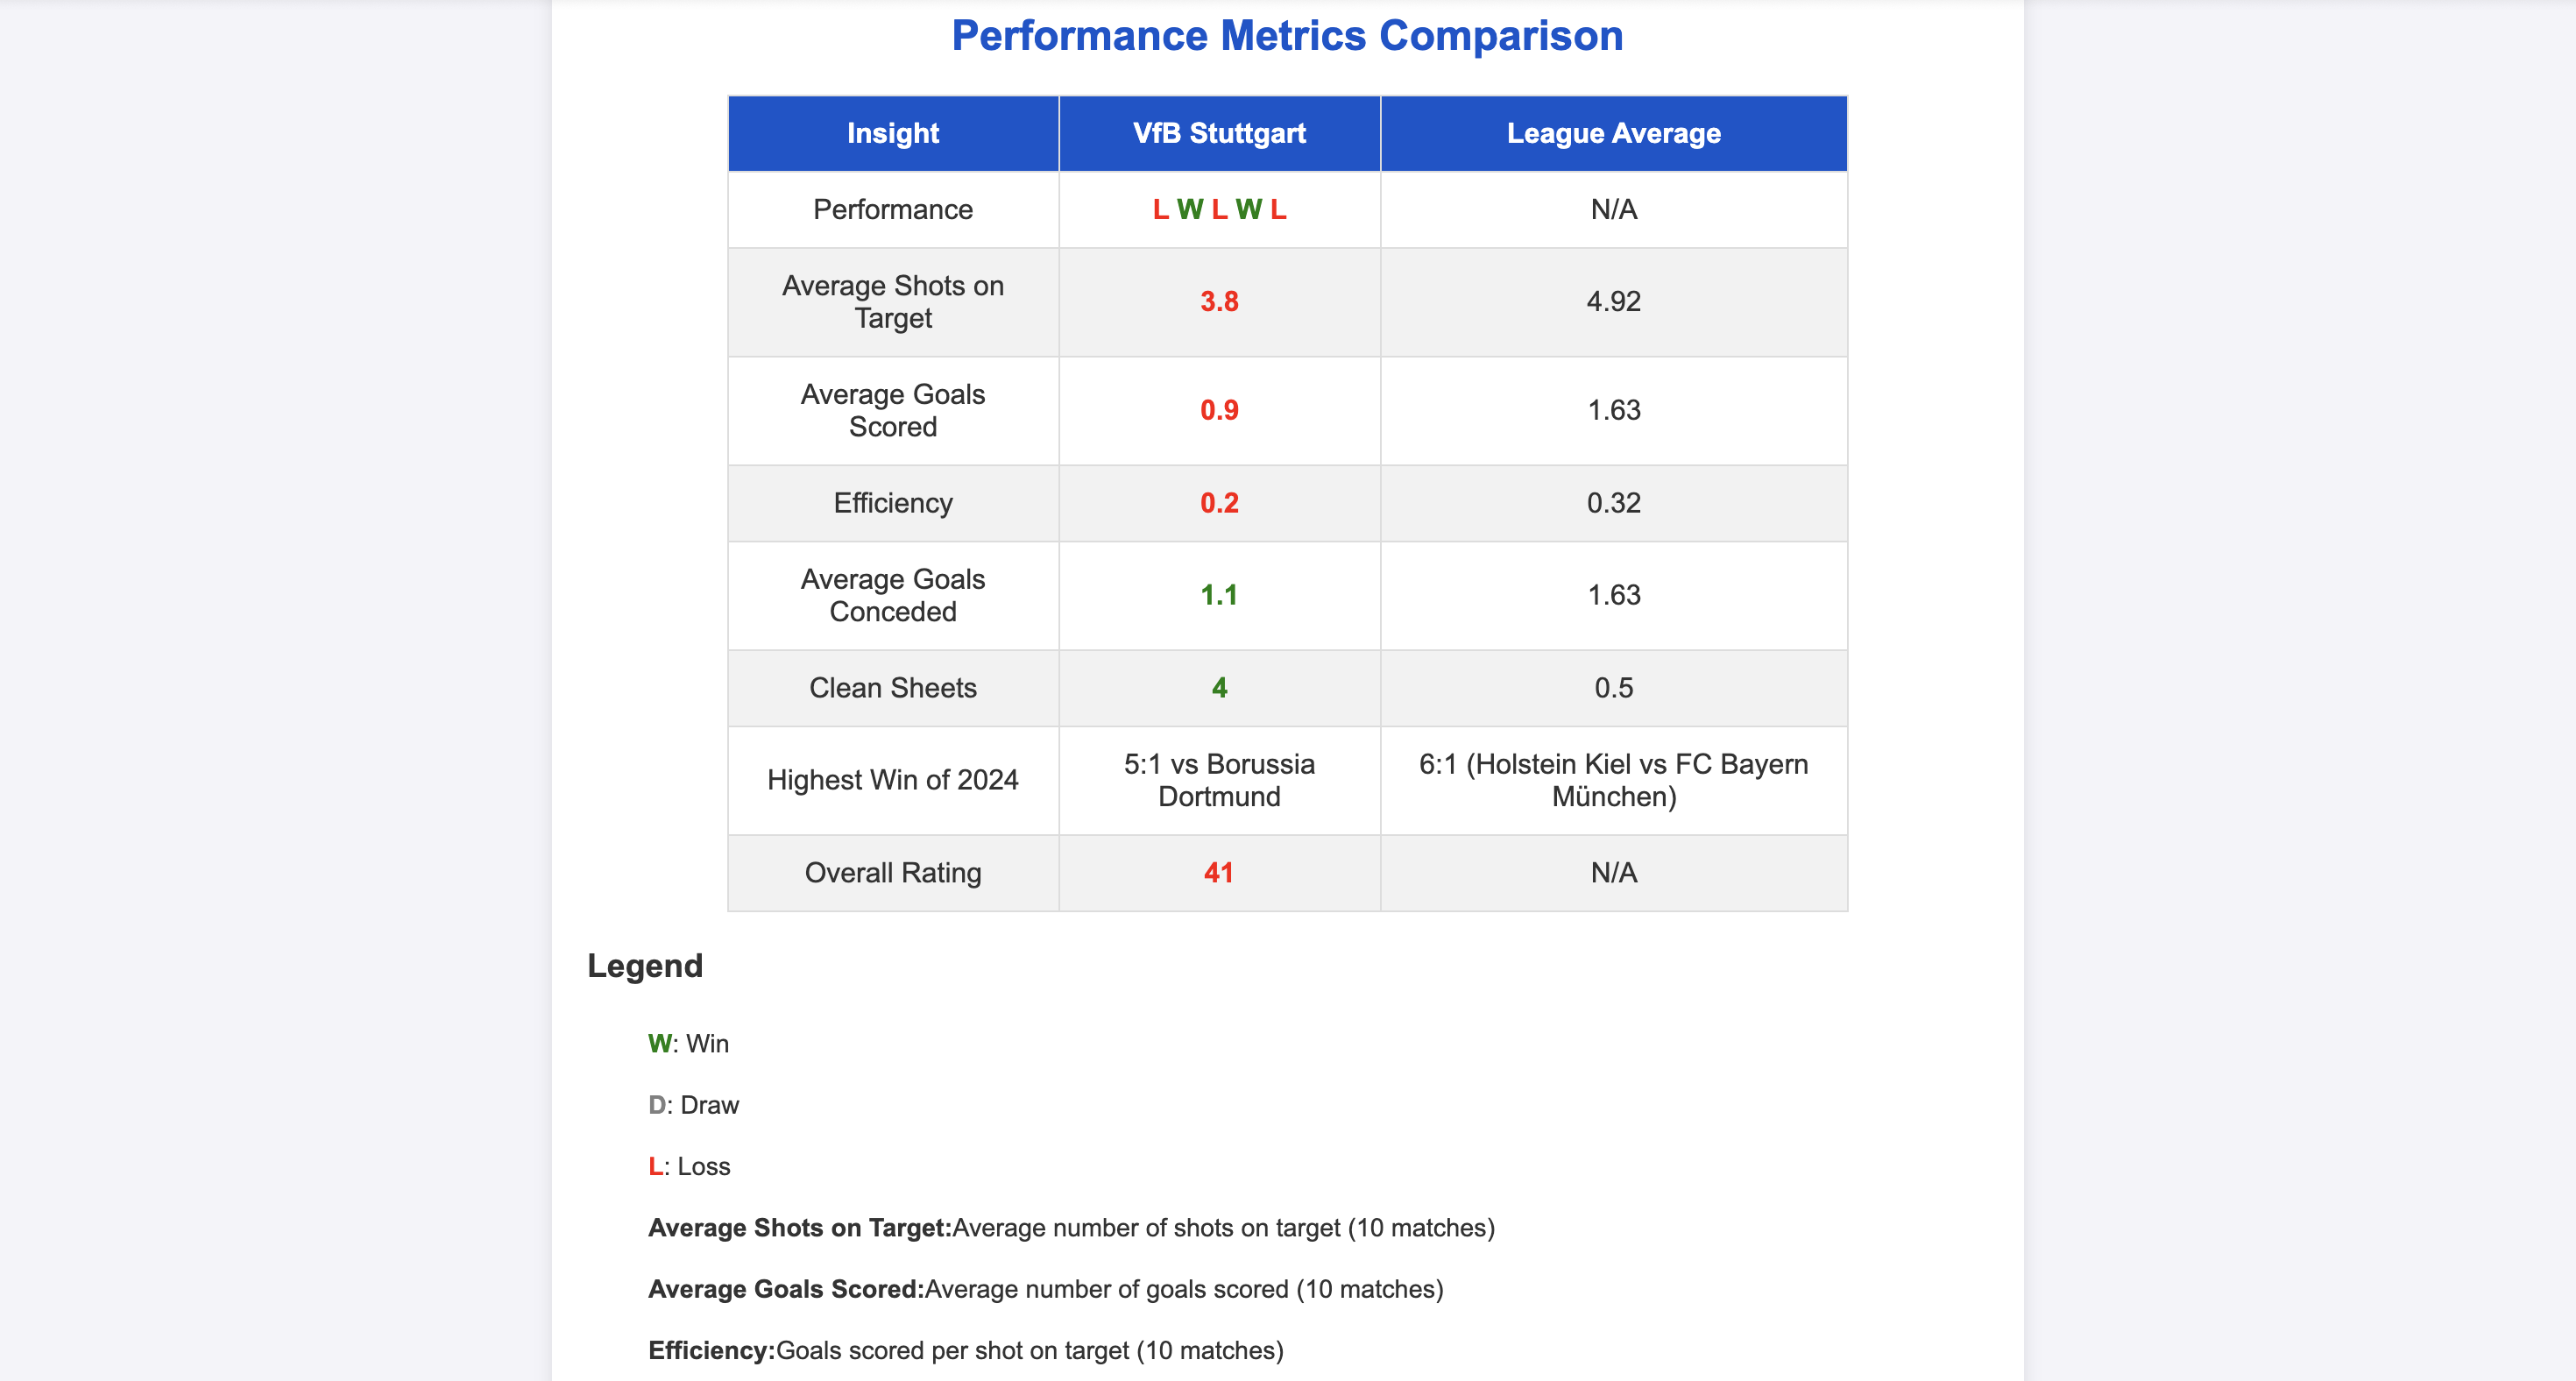 Performance Metrics Comparison
Insight VfB Stuttgart League Average
Performance L W L W L N/A
Average Shots on
Target 3.8 4.92
Average Goals
Scored 0.9 1.63
Efficiency 0.2 0.32
Average Goals
Conceded 1.1 1.63
Clean Sheets 4 0.5
Highest Win of 2024 5:1 vs Borussia
Dortmund 6:1 (Holstein Kiel vs FC Bayern
München)
Overall Rating 41 N/A
Legend
W: Win
D: Draw
L: Loss
Average Shots on Target:Average number of shots on target (10 matches)
Average Goals Scored:Average number of goals scored (10 matches)
Efficiency:Goals scored per shot on target (10 matches)